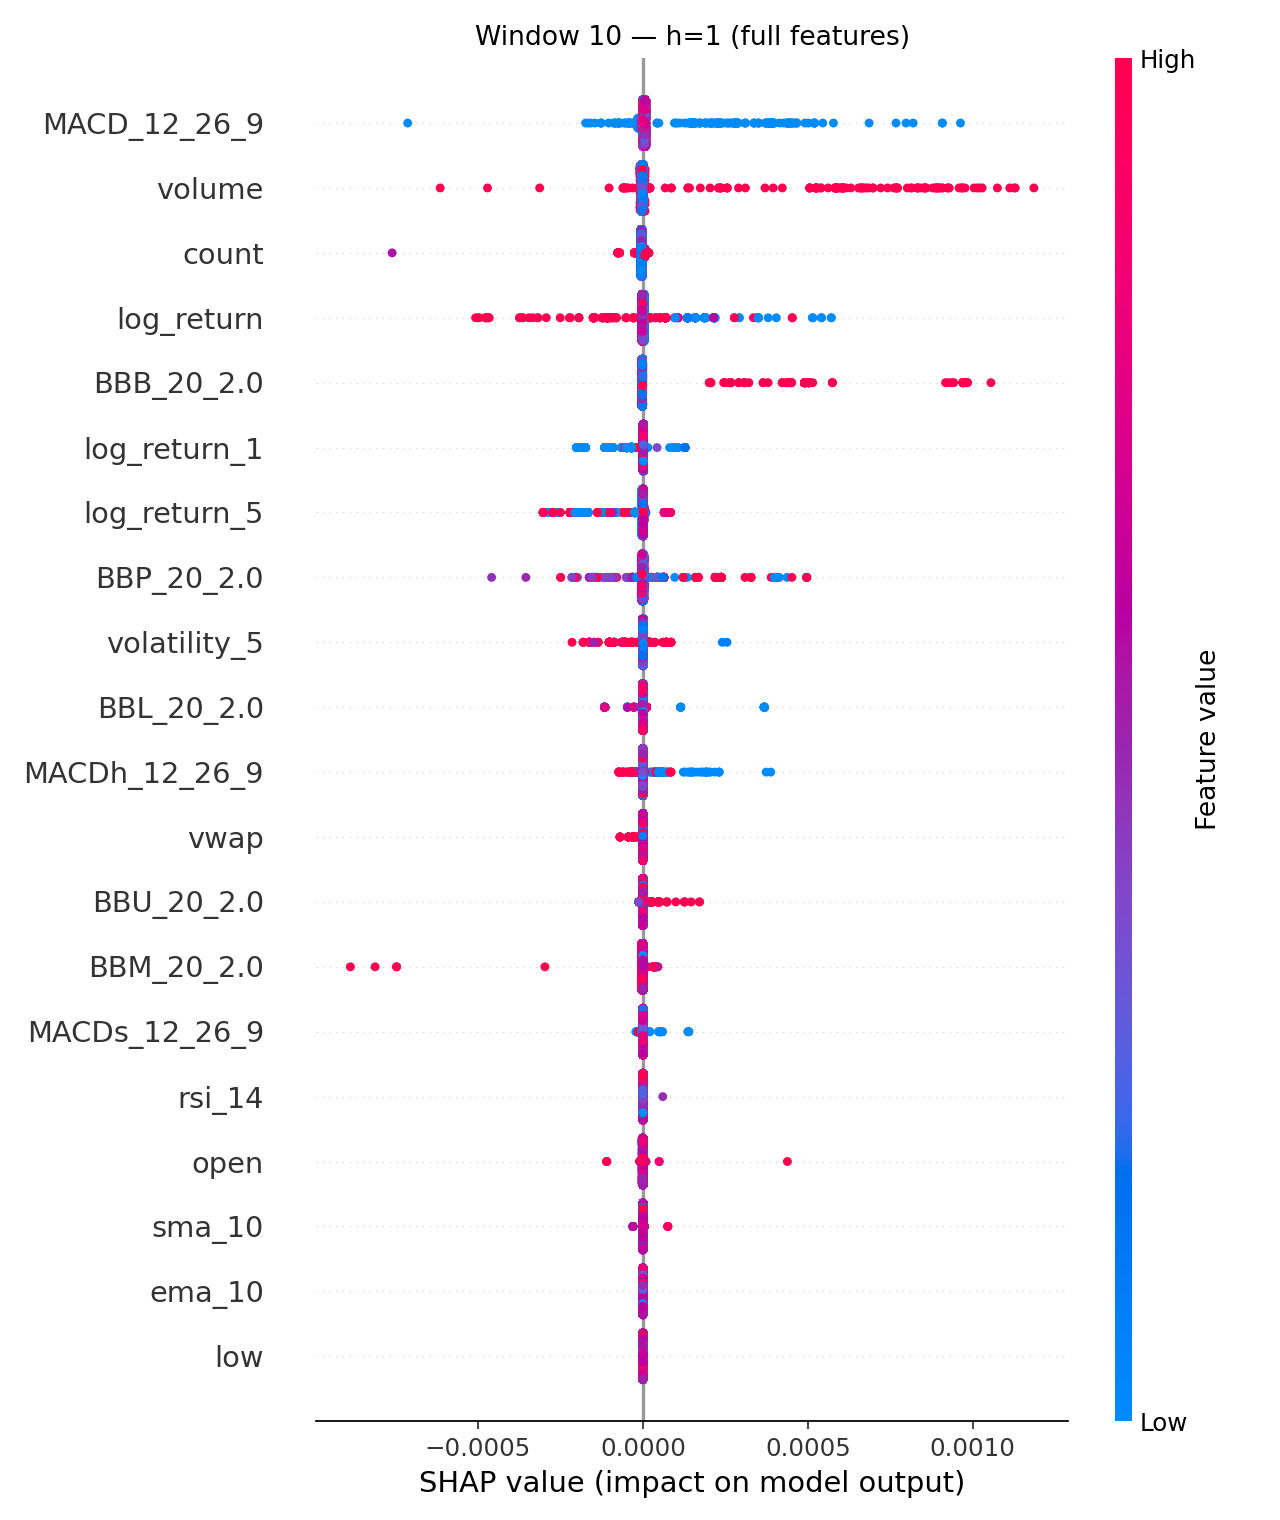 Window 10 — h=1 (full features)
High
MACD_12_26_9
volume
count
log_return
BBB_20_2.0
log_return_1
log_return_5
BBP_20_2.0
volatility_5
BBL_20_2.0
MACDh_12_26_9
vwap
BBU_20_2.0
BBM_20_2.0
MACDs_12_26_9
rsi_14
open
sma_10
ema_10
low
Feature value
Low
−0.0005 0.0000 0.0005 0.0010
SHAP value (impact on model output)